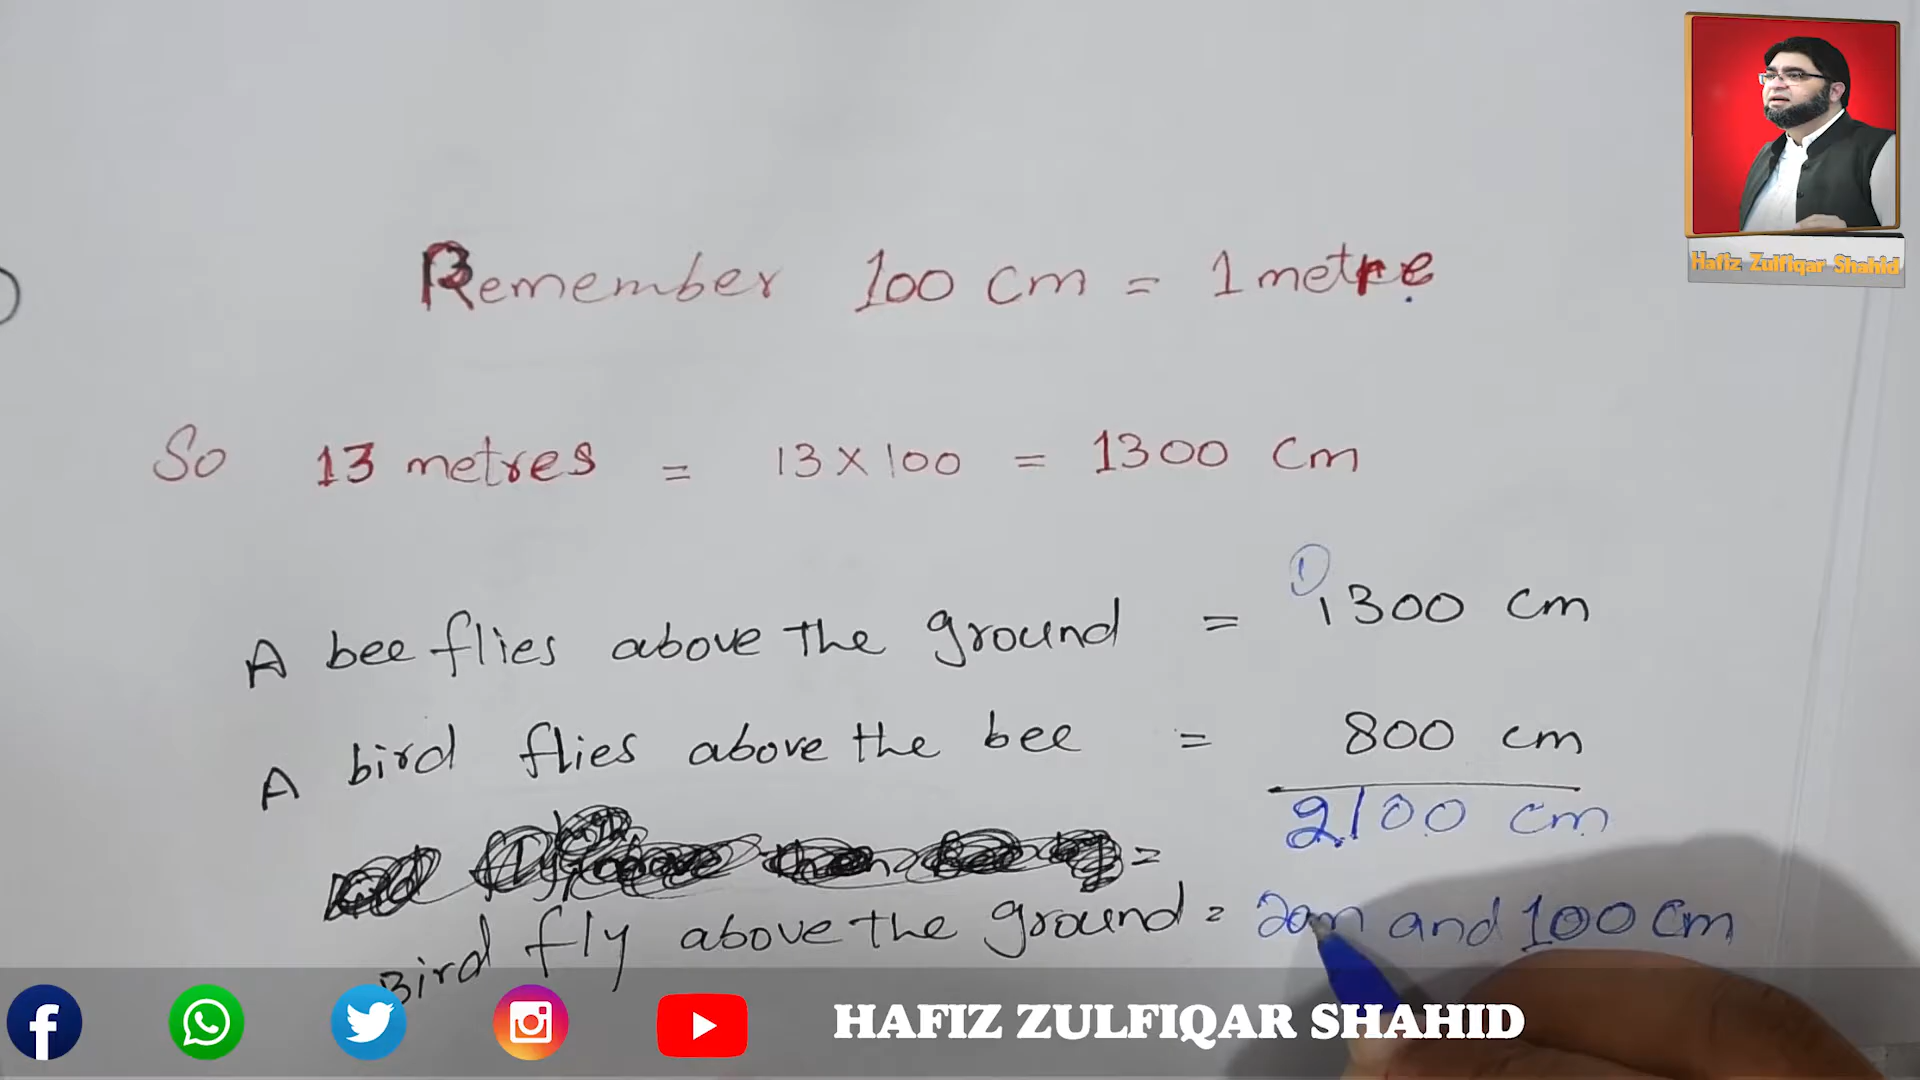 Hafiz Zulfiqar Shahid
Remember 100 cm = 1 metre
So 13 metres = 13 X 100 = 1300 cm
1
A bee flies above the ground = 1300 cm
A bird flies above the bee = 800 cm
2100 cm
=
Bird fly above the ground = 20m and 100 cm
HAFIZ ZULFIQAR SHAHID